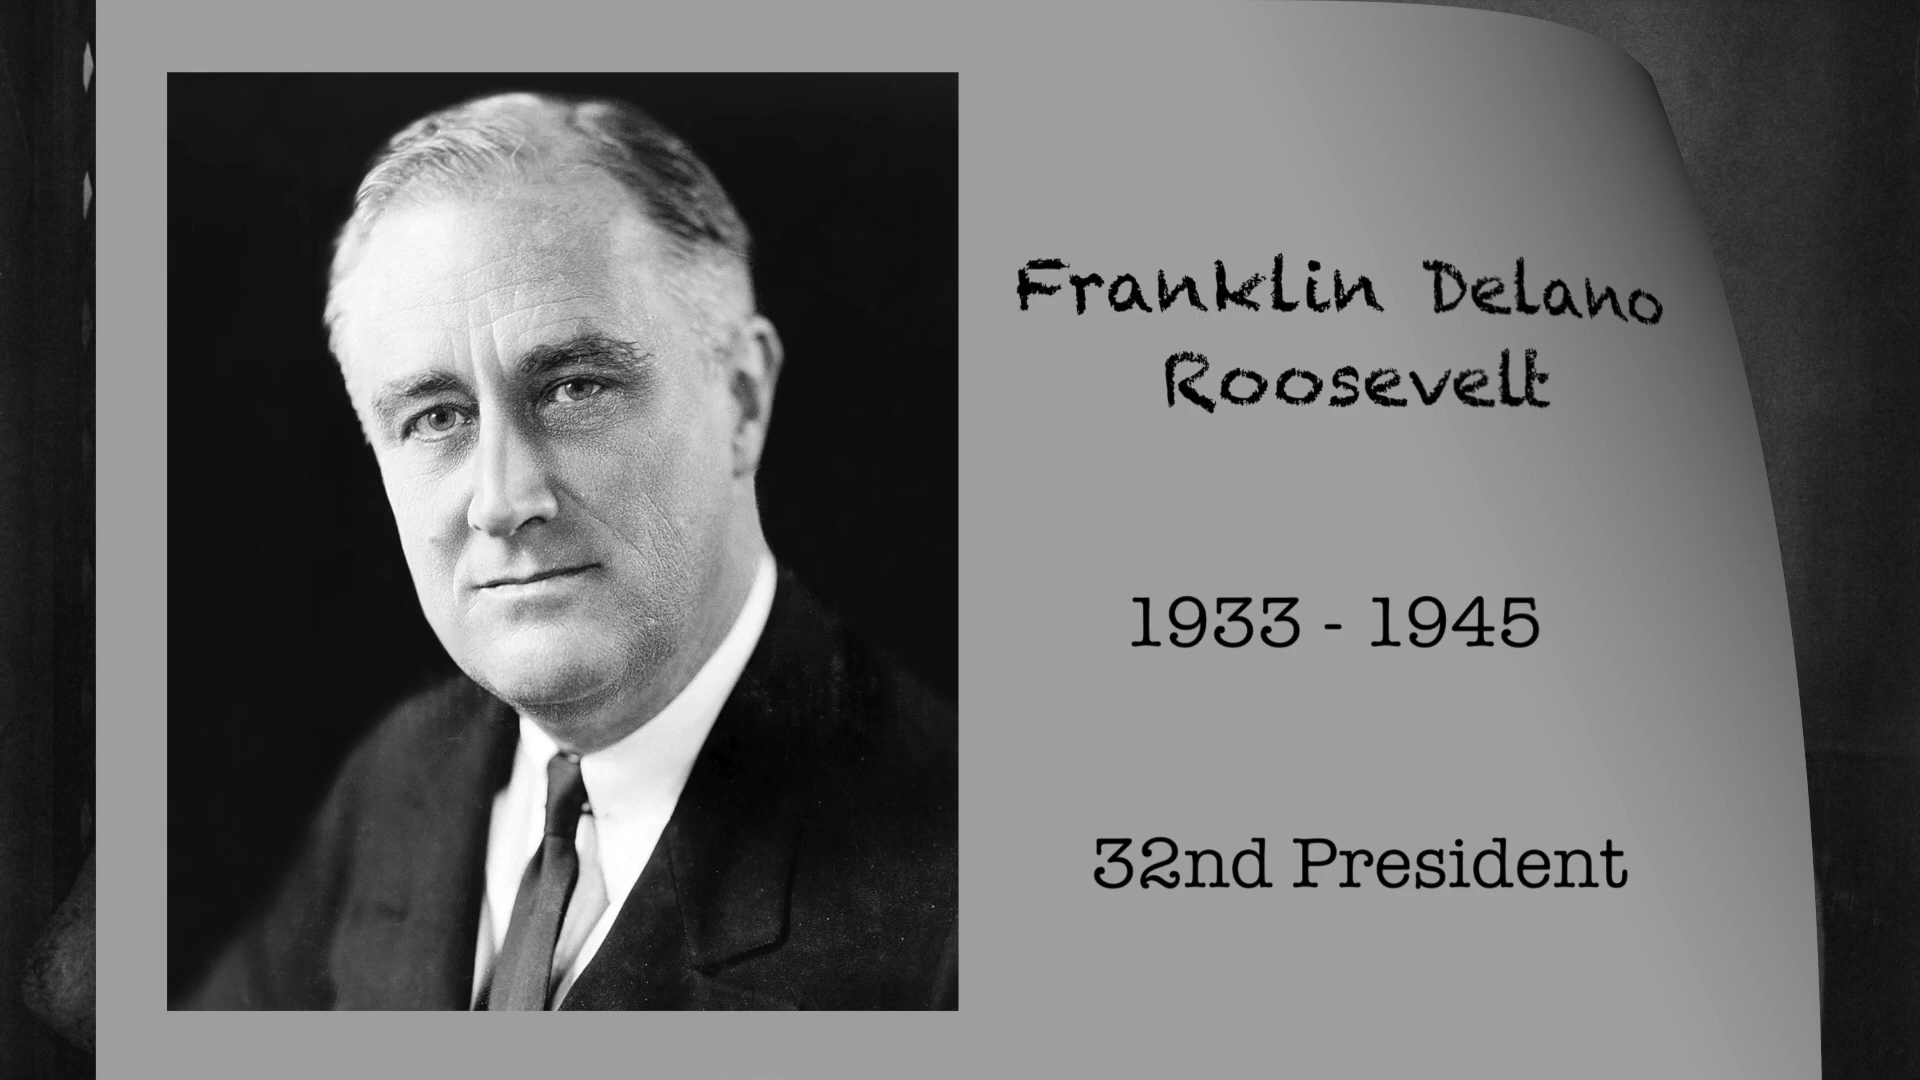 Franklin Delano
Roosevelt
1933 - 1945
32nd President